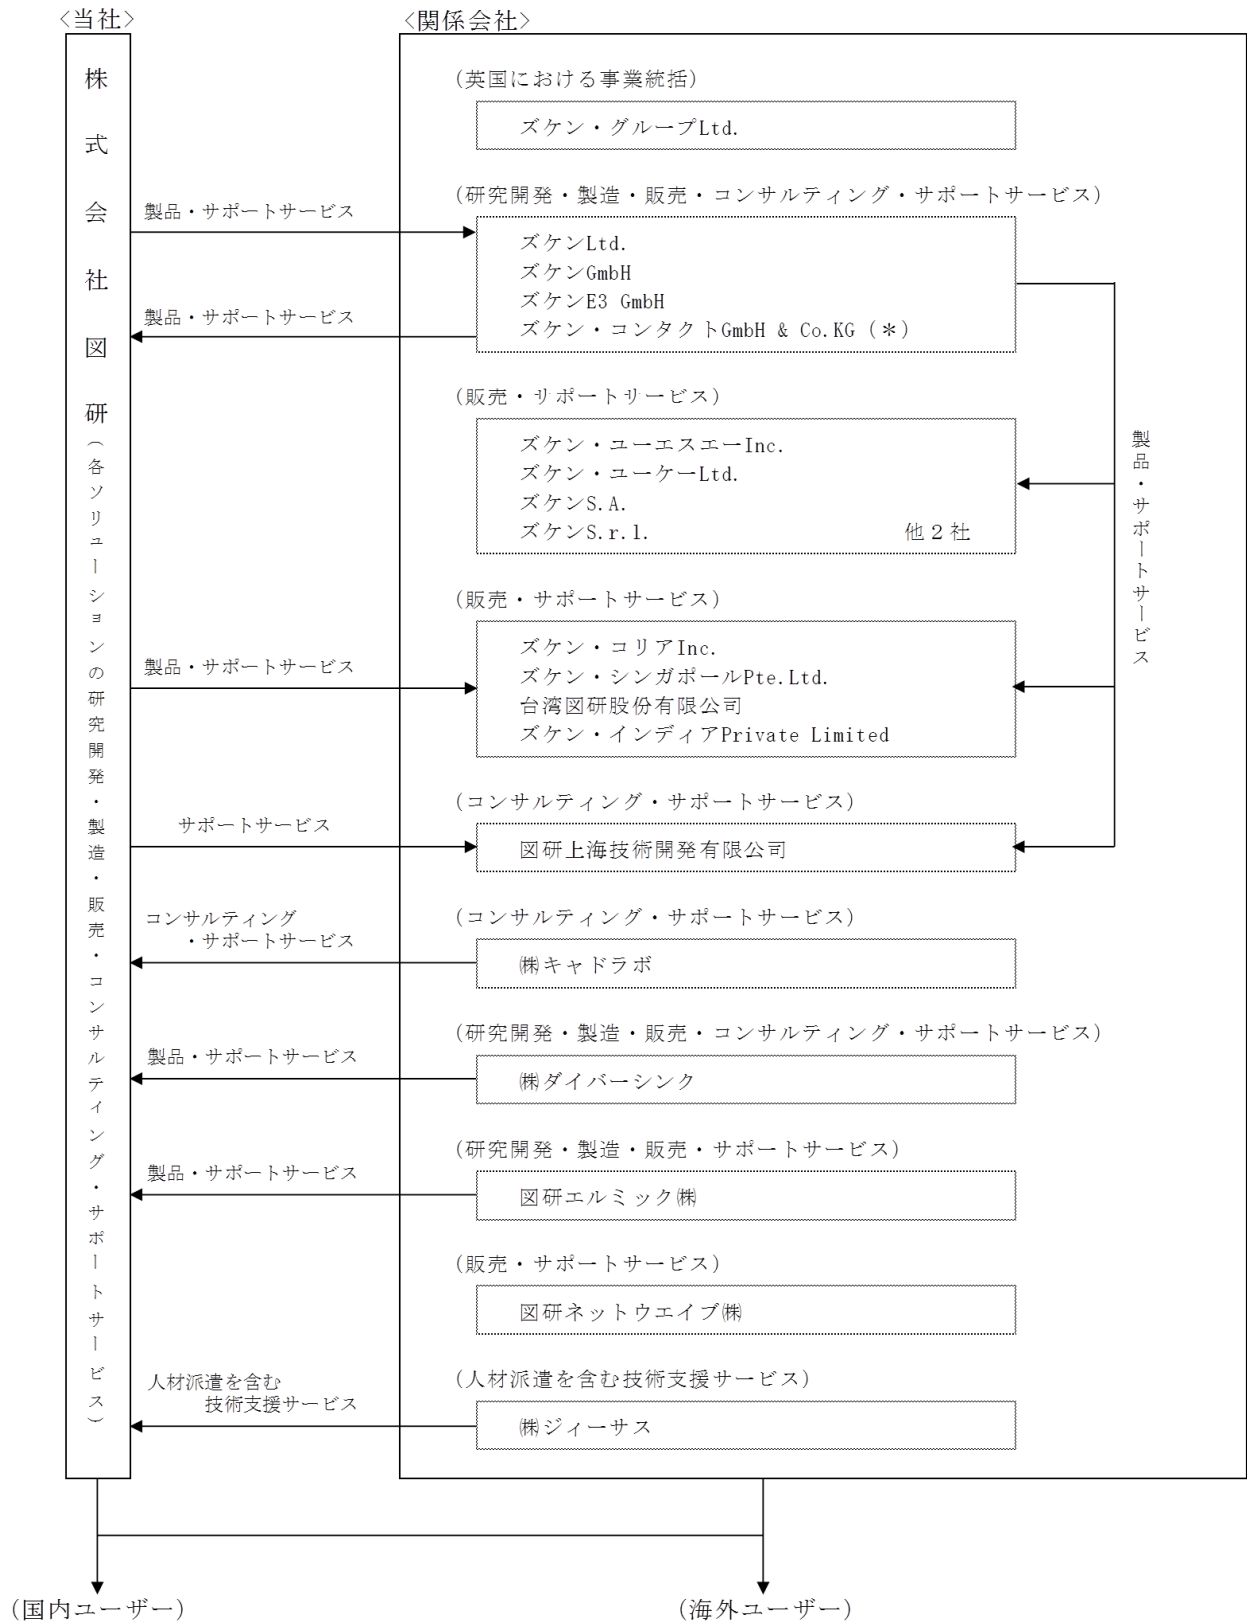 〈当社〉
〈関係会社〉
株式会社図研（各ソリューションの研究開発・製造・販売・コンサルティング・サポートサービス）
(英国における事業統括)
ズケン・グループLtd.
(研究開発・製造・販売・コンサルティング・サポートサービス)
製品・サポートサービス
ズケンLtd.
ズケンGmbH
ズケンE3 GmbH
ズケン・コンタクトGmbH & Co.KG (＊)
製品・サポートサービス
(販売・サポートサービス)
ズケン・ユーエスエーInc.
ズケン・ユーケーLtd.
ズケンS.A.
ズケンS.r.l. 他２社
製品・サポートサービス
(販売・サポートサービス)
製品・サポートサービス
ズケン・コリアInc.
ズケン・シンガポールPte.Ltd.
台湾図研股份有限公司
ズケン・インディアPrivate Limited
(コンサルティング・サポートサービス)
サポートサービス
図研上海技術開発有限公司
(コンサルティング・サポートサービス)
コンサルティング
・サポートサービス
㈱キャドラボ
(研究開発・製造・販売・コンサルティング・サポートサービス)
製品・サポートサービス
㈱ダイバーシンク
(研究開発・製造・販売・サポートサービス)
製品・サポートサービス
図研エルミック㈱
(販売・サポートサービス)
図研ネットウエイブ㈱
(人材派遣を含む技術支援サービス)
人材派遣を含む
技術支援サービス
㈱ジィーサス
(国内ユーザー)
(海外ユーザー)